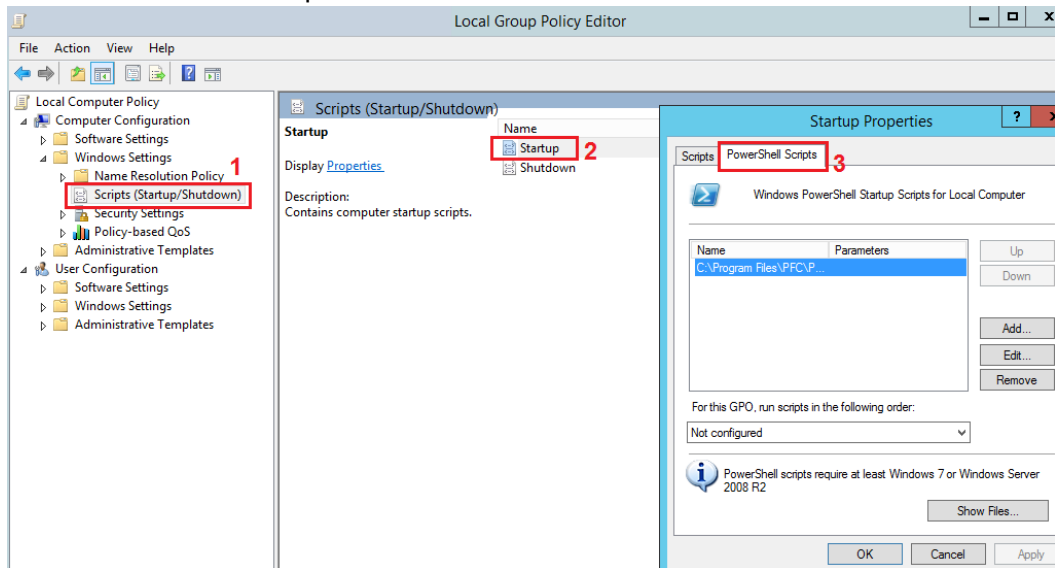 Local Group Policy Editor
File Action View Help
Local Computer Policy
Computer Configuration
Software Settings
Windows Settings
1
Name Resolution Policy
Scripts (Startup/Shutdown)
Security Settings
Policy-based QoS
Administrative Templates
User Configuration
Software Settings
Windows Settings
Administrative Templates
Scripts (Startup/Shutdown)
Startup
Display Properties
Description:
Contains computer startup scripts.
Name
Startup 2
Shutdown
Startup Properties ? x
Scripts PowerShell Scripts 3
Windows PowerShell Startup Scripts for Local Computer
Name Parameters
C:\Program Files\PFC\P...
Up
Down
Add...
Edit...
Remove
For this GPO, run scripts in the following order:
Not configured
PowerShell scripts require at least Windows 7 or Windows Server
2008 R2
Show Files...
OK Cancel Apply